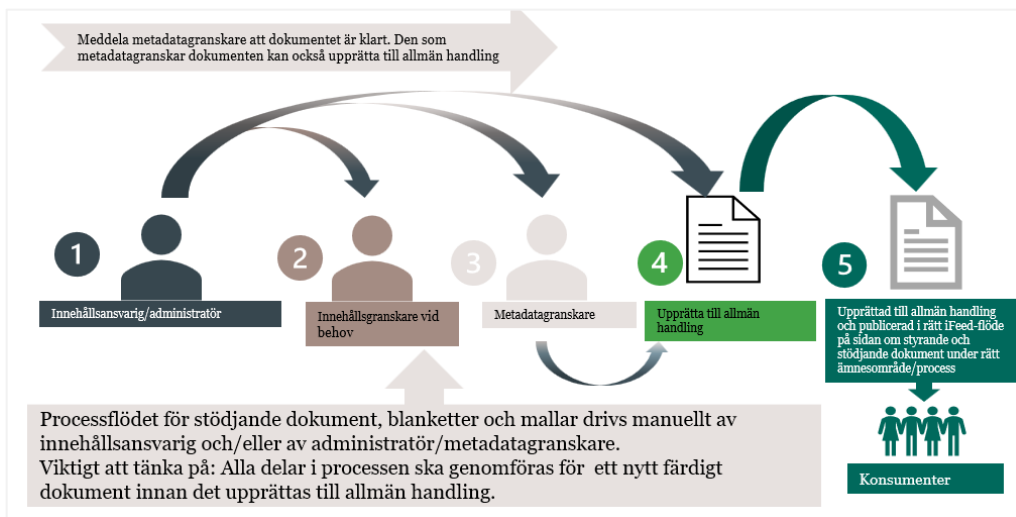 Meddela metadatagranskare att dokumentet är klart. Den som
metadatagranskar dokumenten kan också upprätta till allmän handling
1
2
3
4
5
Innehållsansvarig/administratör
Innehållsgranskare vid
behov
Metadatagranskare
Upprätta till allmän
handling
Upprättad till allmän handling
och publicerad i rätt iFeed-flöde
på sidan om styrande och
stödjande dokument under rätt
ämnesområde/process
Processflödet för stödjande dokument, blanketter och mallar drivs manuellt av
innehållsansvarig och/eller av administratör/metadatagranskare.
Viktigt att tänka på: Alla delar i processen ska genomföras för ett nytt färdigt
dokument innan det upprättas till allmän handling.
Konsumenter